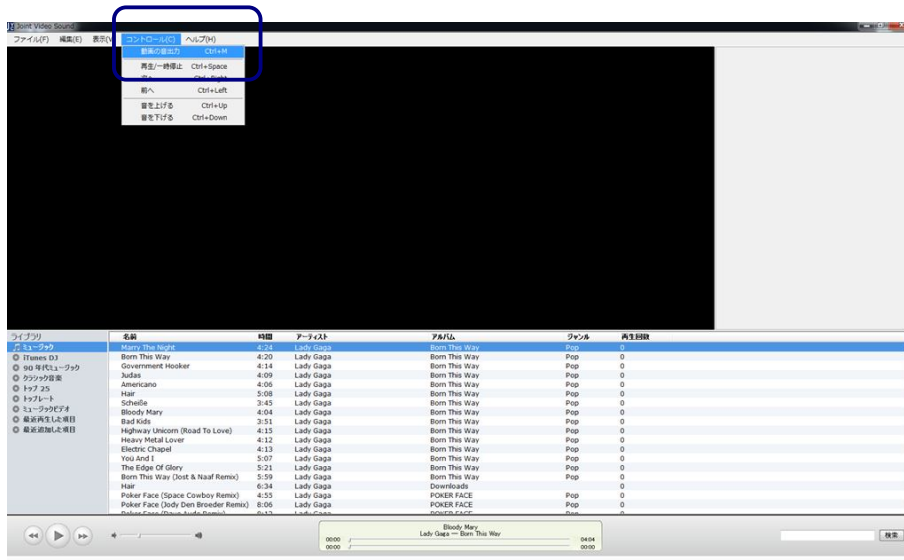 Joint Video Sound
ファイル(F) 編集(E) 表示(V コントロール(C) ヘルプ(H)
動画の音出力 Ctrl+M
再生/一時停止 Ctrl+Space
前へ Ctrl+Left
音を上げる Ctrl+Up
音を下げる Ctrl+Down
ライブラリ 名前 時間 アーティスト アルバム ジャンル 再生回数
ミュージック Marry The Night 4:24 Lady Gaga Born This Way Pop 0
iTunes DJ Born This Way 4:20 Lady Gaga Born This Way Pop 0
90 年代ミュージック Government Hooker 4:14 Lady Gaga Born This Way Pop 0
クラシック音楽 Judas 4:09 Lady Gaga Born This Way Pop 0
トップ 25 Americano 4:06 Lady Gaga Born This Way Pop 0
トップレート Hair 5:08 Lady Gaga Born This Way Pop 0
ミュージックビデオ Scheiße 3:45 Lady Gaga Born This Way Pop 0
最近再生した項目 Bloody Mary 4:04 Lady Gaga Born This Way Pop 0
最近追加した項目 Bad Kids 3:51 Lady Gaga Born This Way Pop 0
Highway Unicorn (Road To Love) 4:15 Lady Gaga Born This Way Pop 0
Heavy Metal Lover 4:12 Lady Gaga Born This Way Pop 0
Electric Chapel 4:13 Lady Gaga Born This Way Pop 0
Yoü And I 5:07 Lady Gaga Born This Way Pop 0
The Edge Of Glory 5:21 Lady Gaga Born This Way Pop 0
Born This Way (Jost & Naaf Remix) 5:59 Lady Gaga Born This Way Pop 0
Hair 6:34 Lady Gaga Downloads 0
Poker Face (Space Cowboy Remix) 4:55 Lady Gaga POKER FACE Pop 0
Poker Face (Jody Den Broeder Remix) 8:06 Lady Gaga POKER FACE Pop 0
Bloody Mary
Lady Gaga — Born This Way
00:00 04:04
00:00 00:00
検索